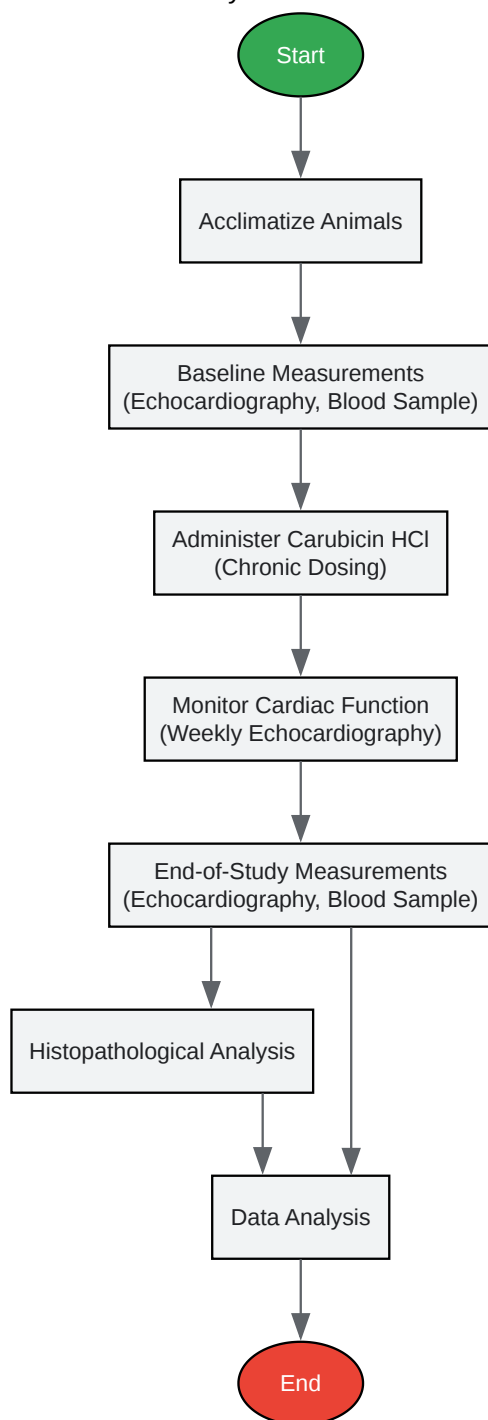 Start
Acclimatize Animals
Baseline Measurements
(Echocardiography, Blood Sample)
Administer Carubicin HCl
(Chronic Dosing)
Monitor Cardiac Function
(Weekly Echocardiography)
End-of-Study Measurements
(Echocardiography, Blood Sample)
Histopathological Analysis
Data Analysis
End